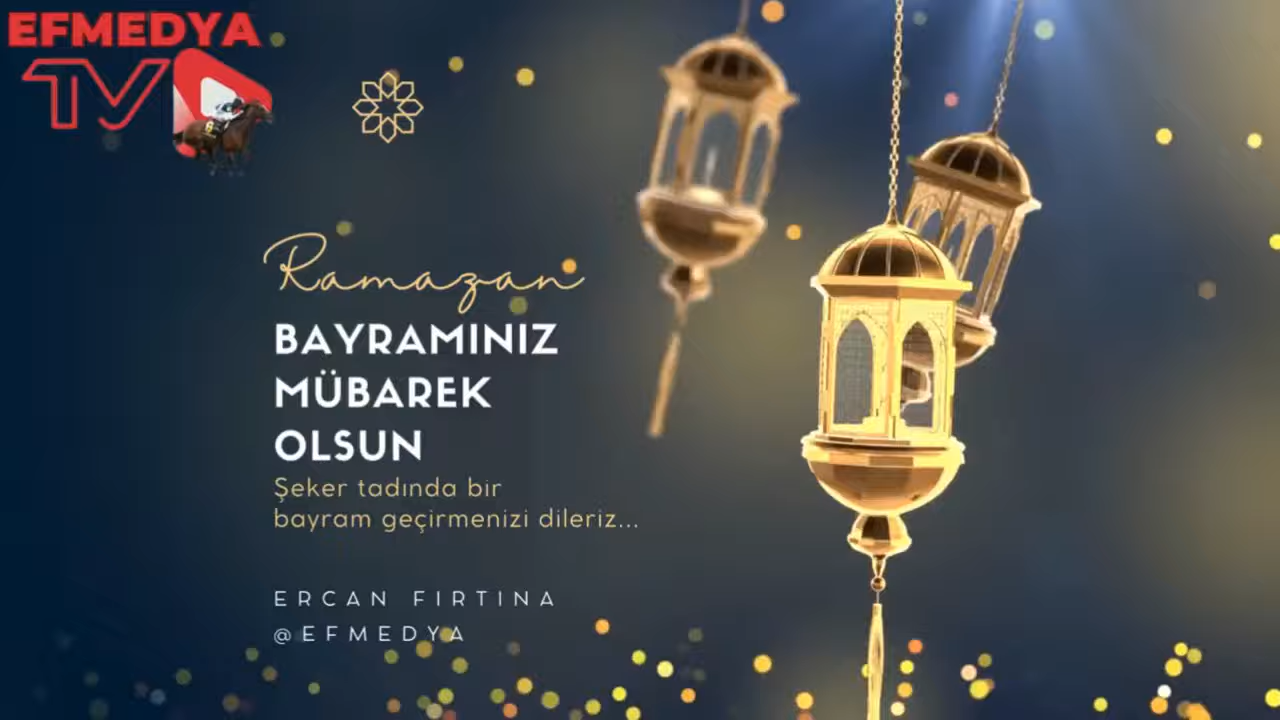 EFMEDYA
TV
Ramazan
BAYRAMINIZ
MÜBAREK
OLSUN
Şeker tadında bir
bayram geçirmenizi dileriz...
ERCAN FIRTINA
@EFMEDYA